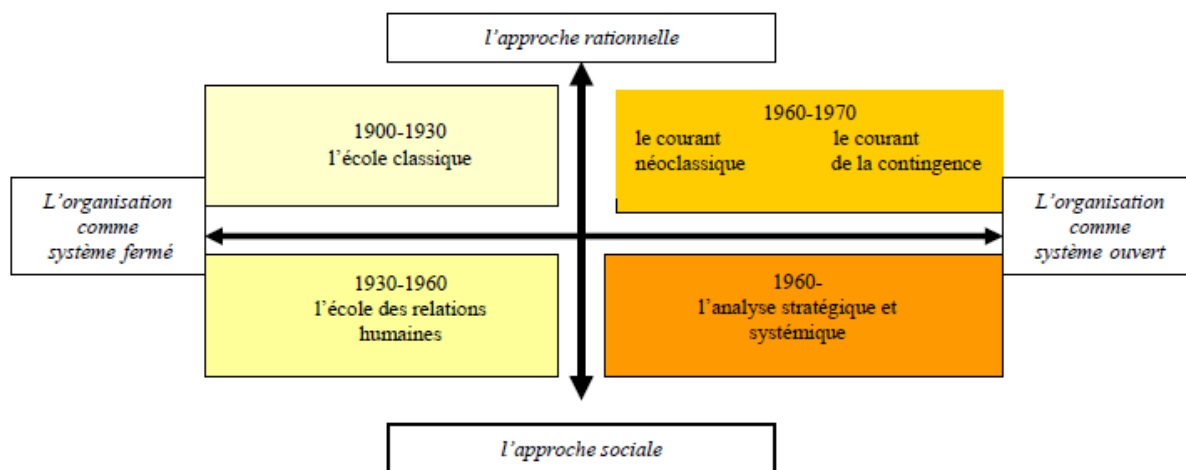 l’approche rationnelle
1900-1930
l’école classique
1960-1970
le courant
néoclassique
le courant
de la contingence
L’organisation
comme
système fermé
L’organisation
comme
système ouvert
1930-1960
l’école des relations
humaines
1960-
l’analyse stratégique et
systémique
l’approche sociale